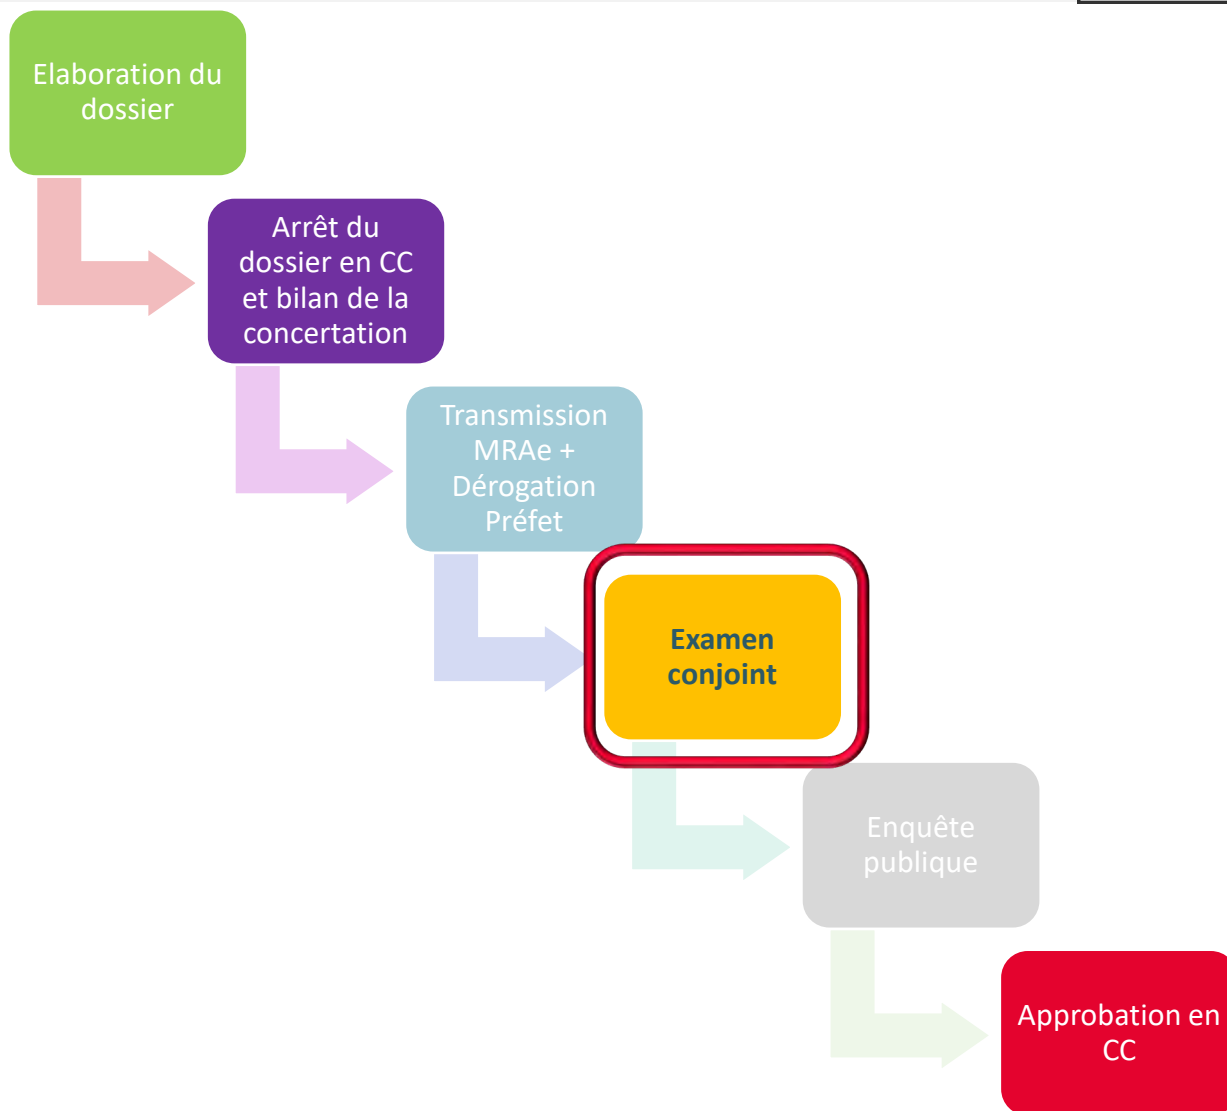 Elaboration du
dossier
Arrêt du
dossier en CC
et bilan de la
concertation
Transmission
MRAe +
Dérogation
Préfet
Examen
conjoint
Enquête
publique
Approbation en
CC